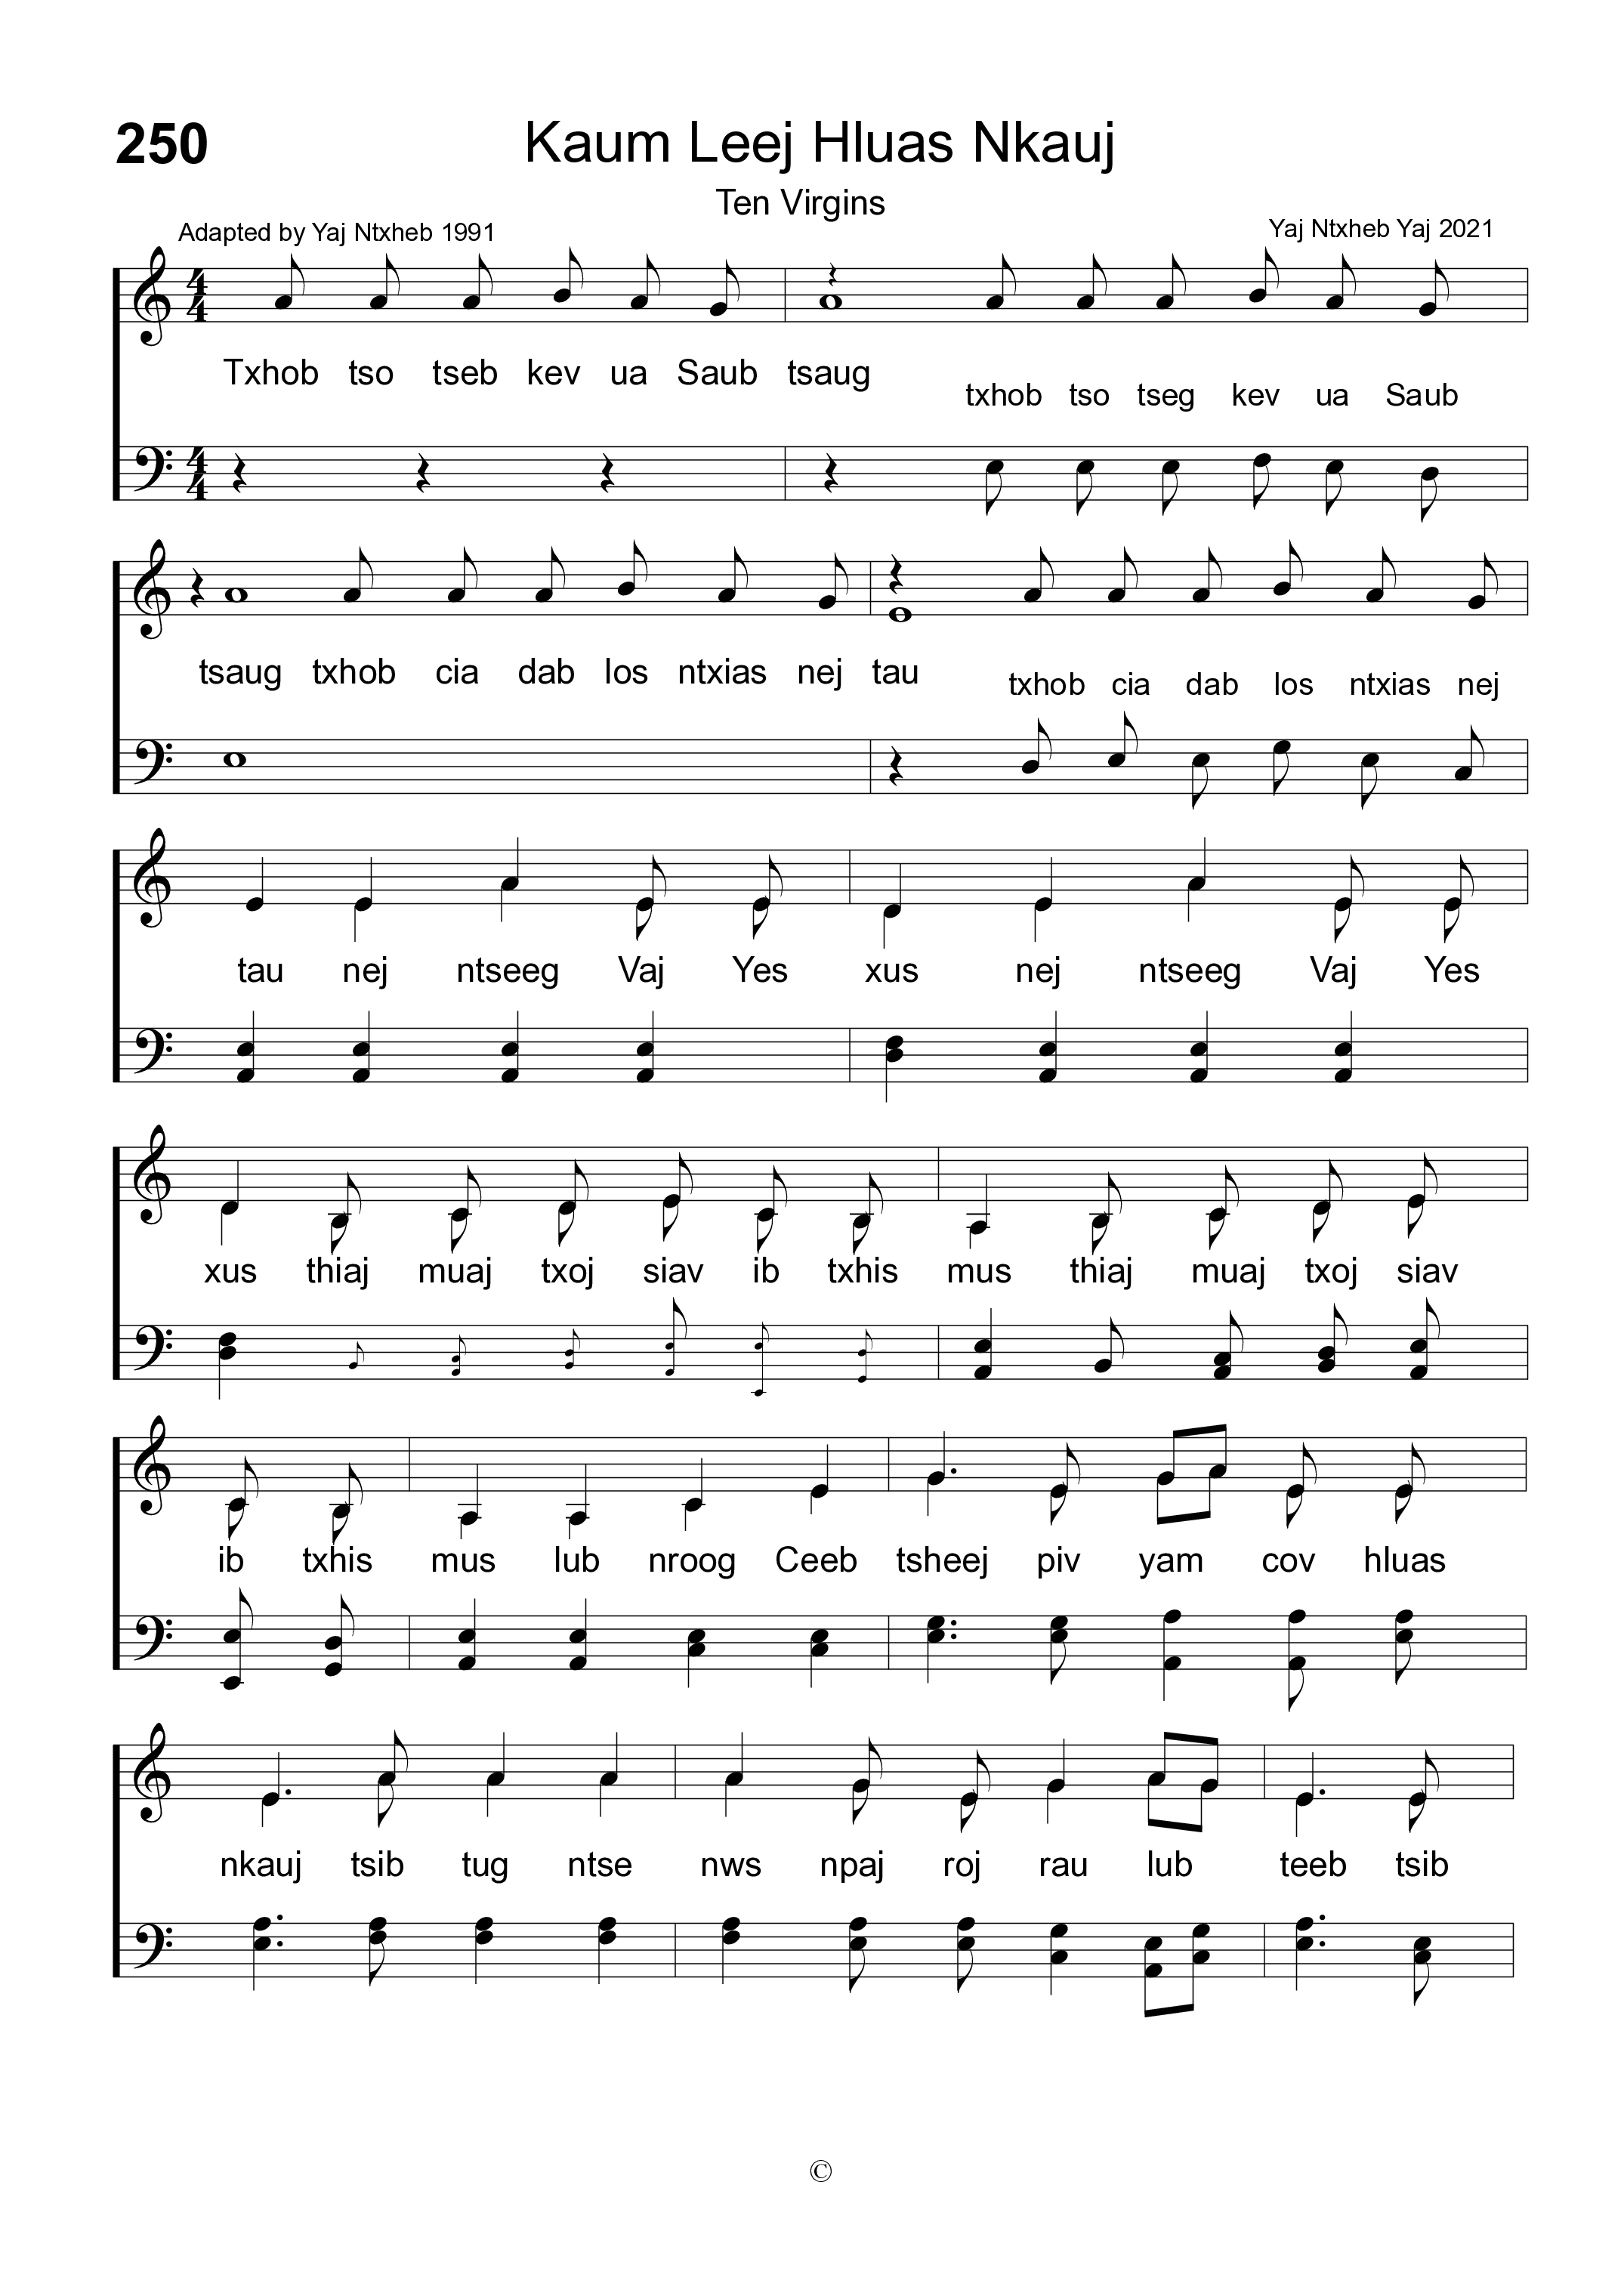 250
Kaum Leej Hluas Nkauj
Ten Virgins
Adapted by Yaj Ntxheb 1991
Yaj Ntxheb Yaj 2021
Txhob tso tseb kev ua Saub tsaug
txhob tso tseg kev ua Saub
tsaug txhob cia dab los ntxias nej tau
txhob cia dab los ntxias nej
tau nej ntseeg Vaj Yes xus nej ntseeg Vaj Yes
xus thiaj muaj txoj siav ib txhis mus thiaj muaj txoj siav
ib txhis mus lub nroog Ceeb tsheej piv yam cov hluas
nkauj tsib tug ntse nws npaj roj rau lub teeb tsib
©